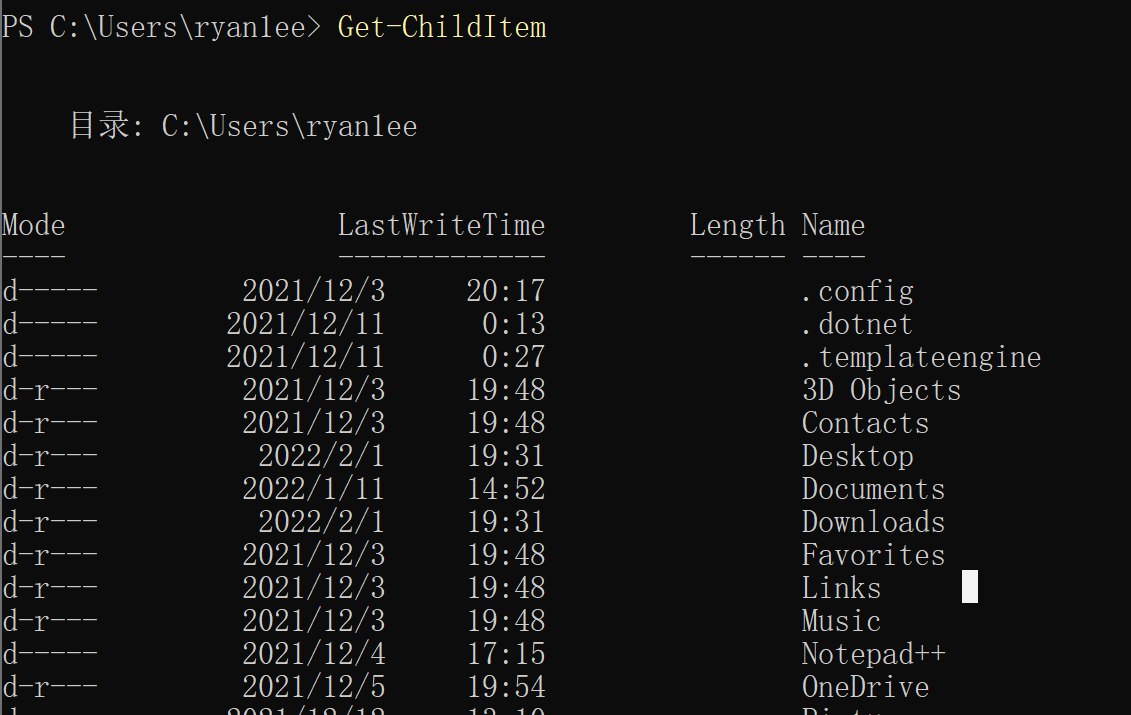 PS C:\Users\ryanlee> Get-ChildItem
目录: C:\Users\ryanlee
Mode LastWriteTime Length Name
---- ------------- ------ ----
d----- 2021/12/3 20:17 .config
d----- 2021/12/11 0:13 .dotnet
d----- 2021/12/11 0:27 .templateengine
d-r--- 2021/12/3 19:48 3D Objects
d-r--- 2021/12/3 19:48 Contacts
d-r--- 2022/2/1 19:31 Desktop
d-r--- 2022/1/11 14:52 Documents
d-r--- 2022/2/1 19:31 Downloads
d-r--- 2021/12/3 19:48 Favorites
d-r--- 2021/12/3 19:48 Links
d-r--- 2021/12/3 19:48 Music
d----- 2021/12/4 17:15 Notepad++
d-r--- 2021/12/5 19:54 OneDrive